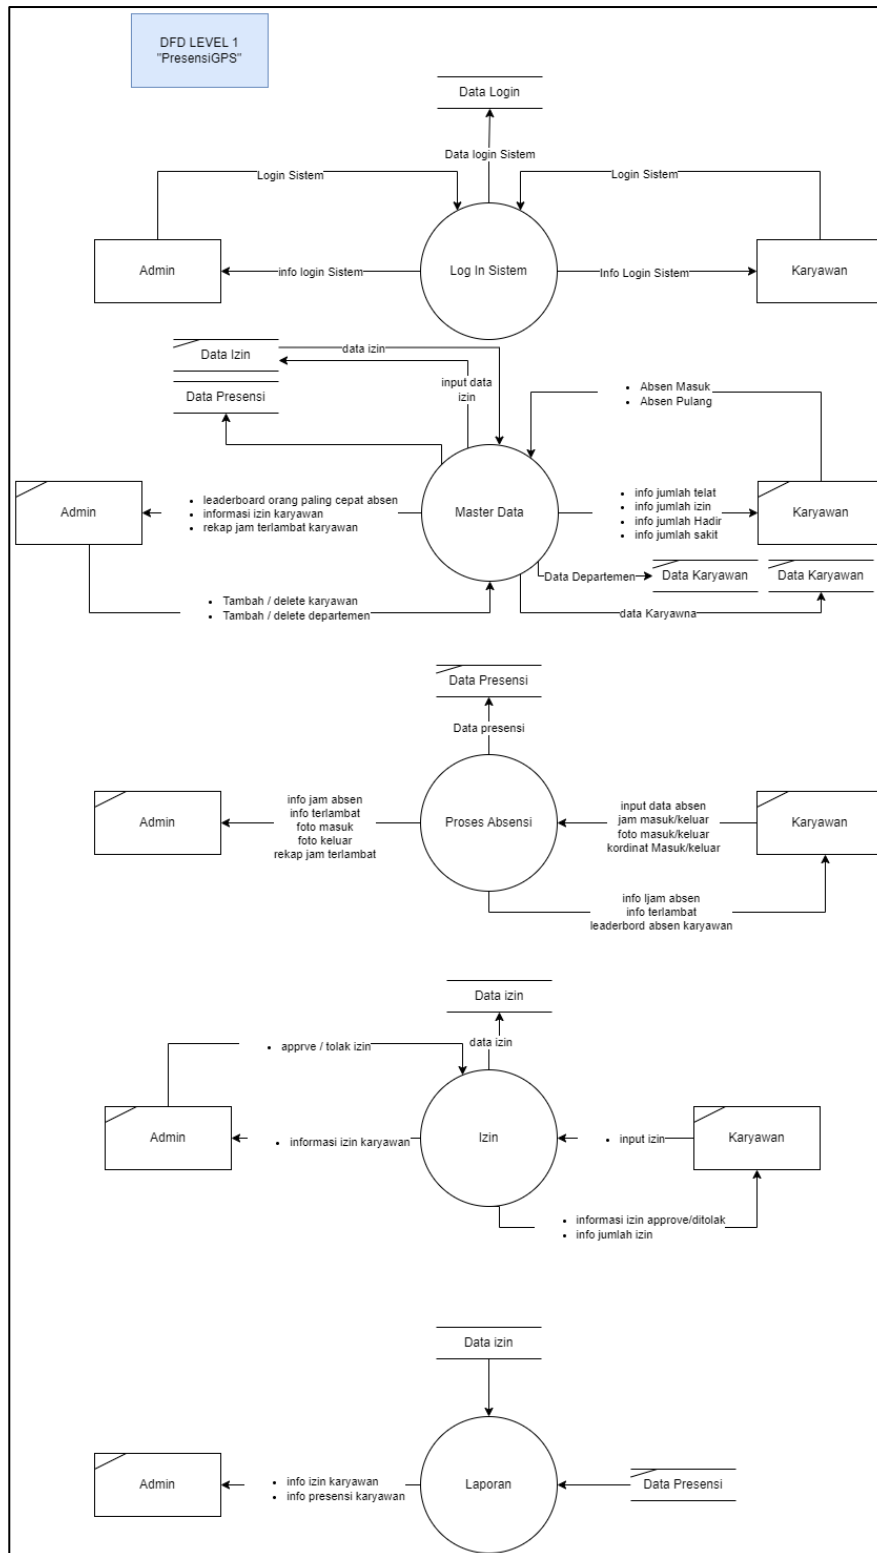 DFD LEVEL 1
"PresensiGPS"
Data Login
Data login Sistem
Login Sistem
Login Sistem
Admin
info login Sistem
Log In Sistem
Info Login Sistem
Karyawan
Data Izin
data izin
Data Presensi
input data
izin
• Absen Masuk
• Absen Pulang
Admin
• leaderboard orang paling cepat absen
• informasi izin karyawan
• rekap jam terlambat karyawan
Master Data
• info jumlah telat
• info jumlah izin
• info jumlah Hadir
• info jumlah sakit
Karyawan
Data Departemen
Data Karyawan
Data Karyawan
• Tambah / delete karyawan
• Tambah / delete departemen
data Karyawna
Data Presensi
Data presensi
Admin
info jam absen
info terlambat
foto masuk
foto keluar
rekap jam terlambat
Proses Absensi
input data absen
jam masuk/keluar
foto masuk/keluar
kordinat Masuk/keluar
Karyawan
info ljam absen
info terlambat
leaderbord absen karyawan
Data izin
data izin
• apprve / tolak izin
Admin
• informasi izin karyawan
Izin
• input izin
Karyawan
• informasi izin approve/ditolak
• info jumlah izin
Data izin
Admin
• info izin karyawan
• info presensi karyawan
Laporan
Data Presensi